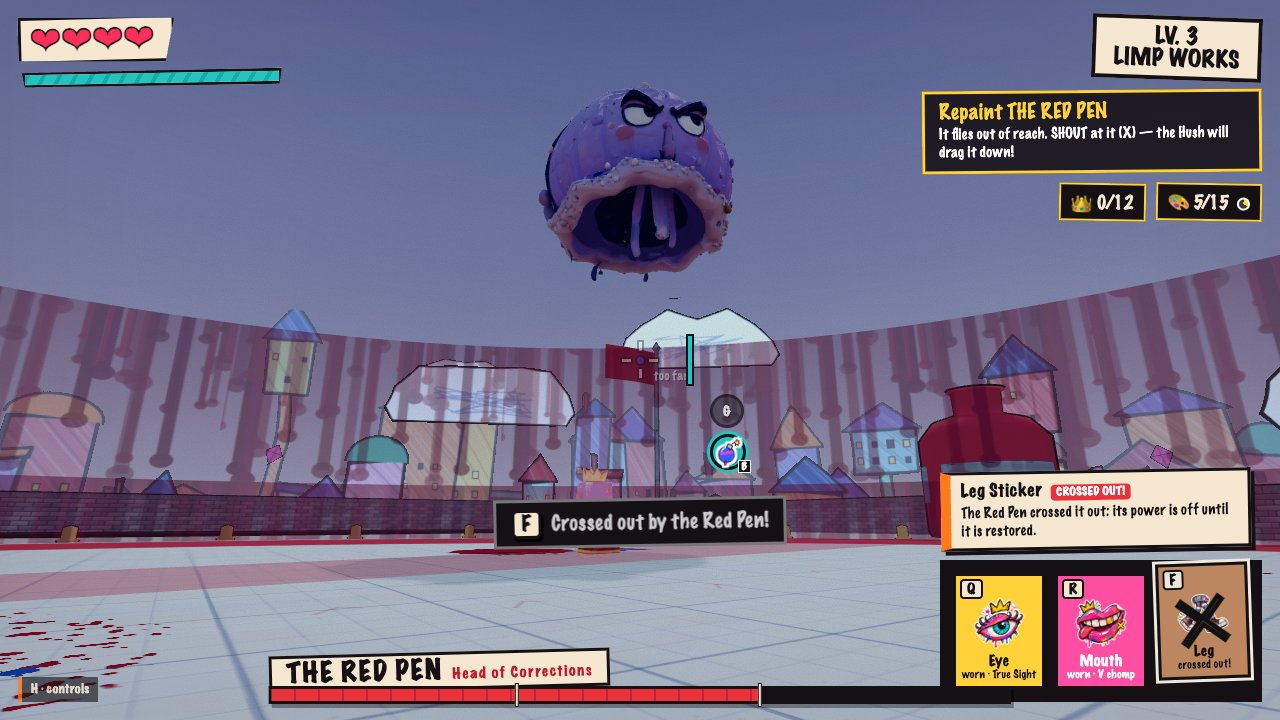 LV. 3
LIMP WORKS
Repaint THE RED PEN
It flies out of reach. SHOUT at it (X) — the Hush will
drag it down!
0/12
5/15
too far
G
F
Crossed out by the Red Pen!
Leg Sticker CROSSED OUT!
The Red Pen crossed it out: its power is off until
it is restored.
Q
Eye
worn · True Sight
R
Mouth
worn · V chomp
F
Leg
crossed out!
THE RED PEN Head of Corrections
H · controls